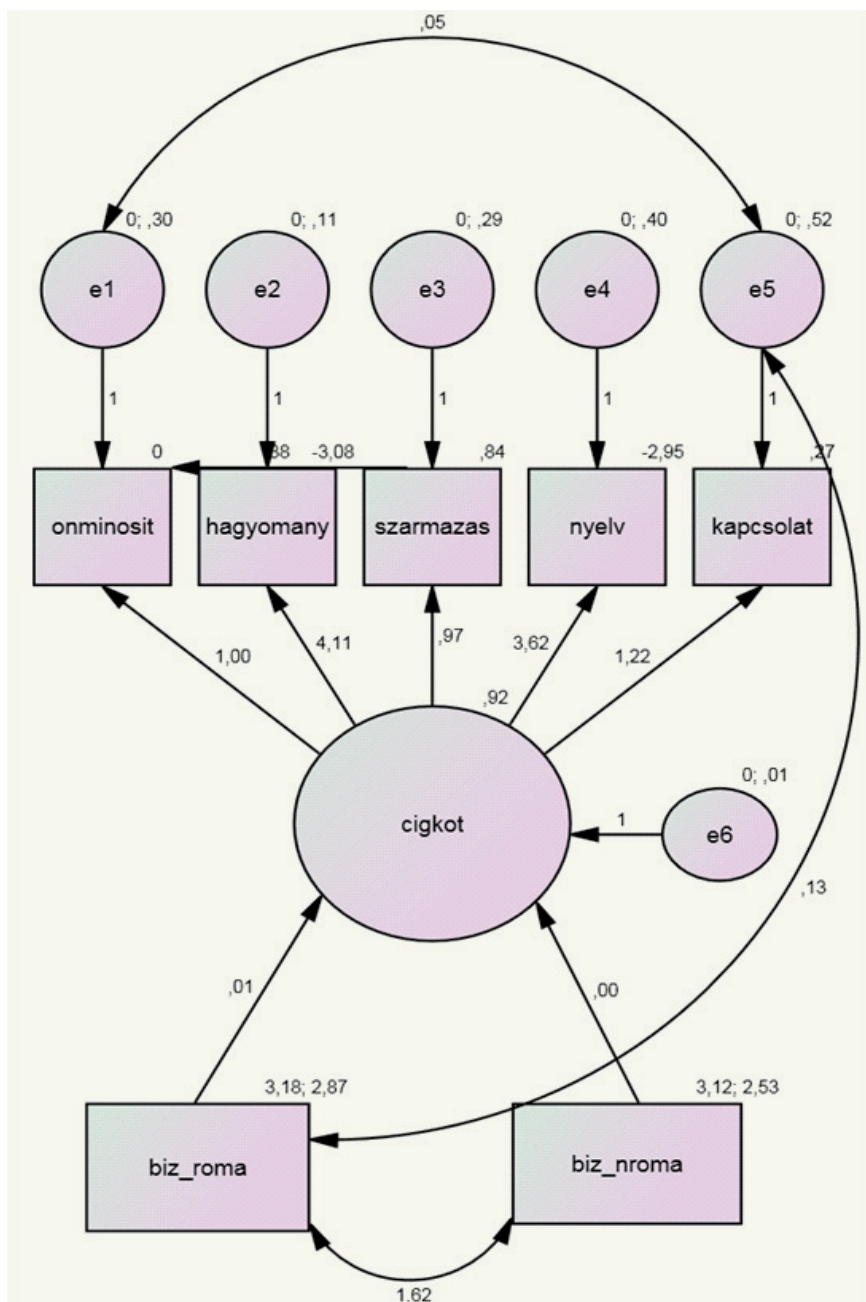 ,05
0; ,30
0; ,11
0; ,29
0; ,40
0; ,52
e1
e2
e3
e4
e5
1
1
1
1
1
0
-3,08
,84
-2,95
,27
onminosit
hagyomany
szarmazas
nyelv
kapcsolat
1,00
4,11
,97
3,62
1,22
,92
0; ,01
cigkot
1
e6
,13
,01
,00
3,18; 2,87
3,12; 2,53
biz_roma
biz_nroma
1,62